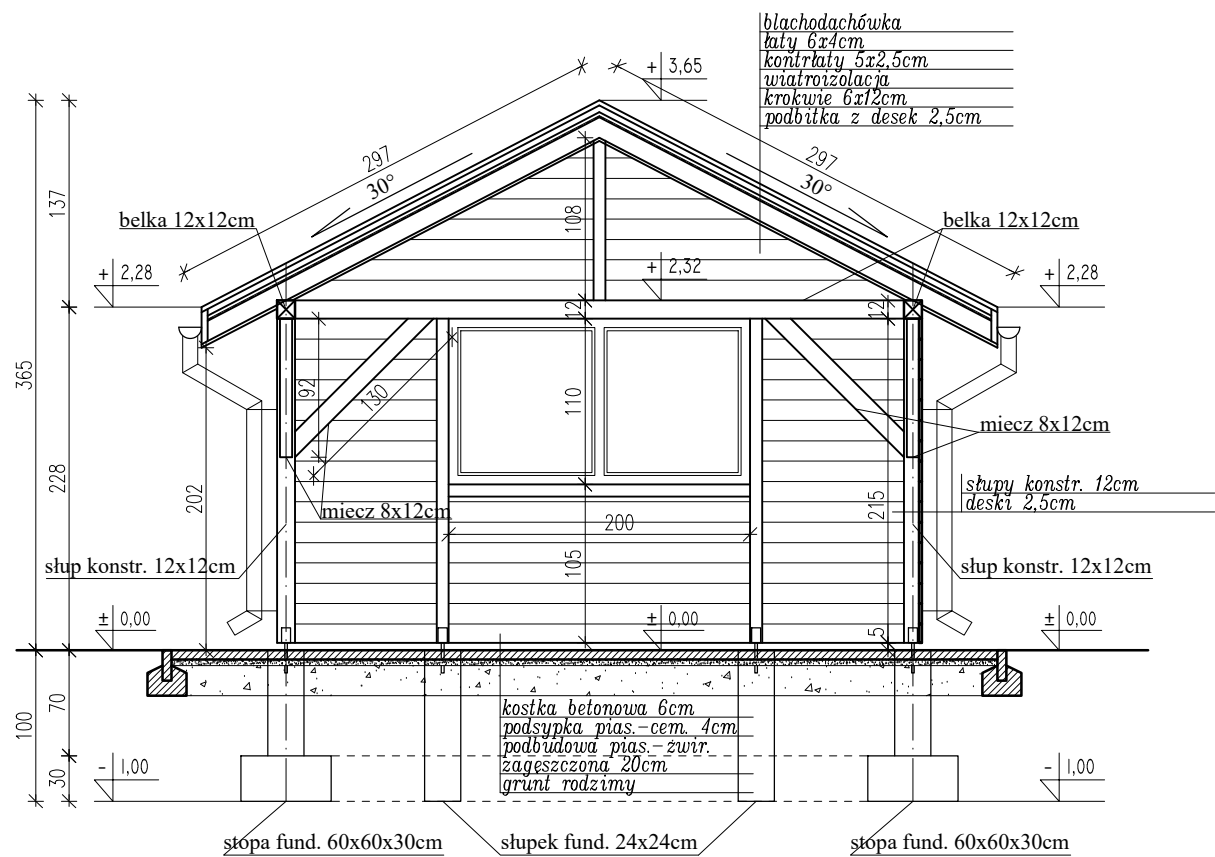 blachodachówka
łaty 6x4cm
kontrłaty 5x2,5cm
wiatroizolacja
krokwie 6x12cm
podbitka z desek 2,5cm
+ 3,65
297
30°
297
30°
137
108
belka 12x12cm
belka 12x12cm
+ 2,28
+ 2,32
+ 2,28
12
12
365
92
130
110
miecz 8x12cm
228
202
miecz 8x12cm
215
słupy konstr. 12cm
deski 2,5cm
200
105
słup konstr. 12x12cm
słup konstr. 12x12cm
± 0,00
± 0,00
± 0,00
5
100
70
30
kostka betonowa 6cm
podsypka pias.-cem. 4cm
podbudowa pias.-żwir.
zagęszczona 20cm
grunt rodzimy
- 1,00
- 1,00
stopa fund. 60x60x30cm
słupek fund. 24x24cm
stopa fund. 60x60x30cm